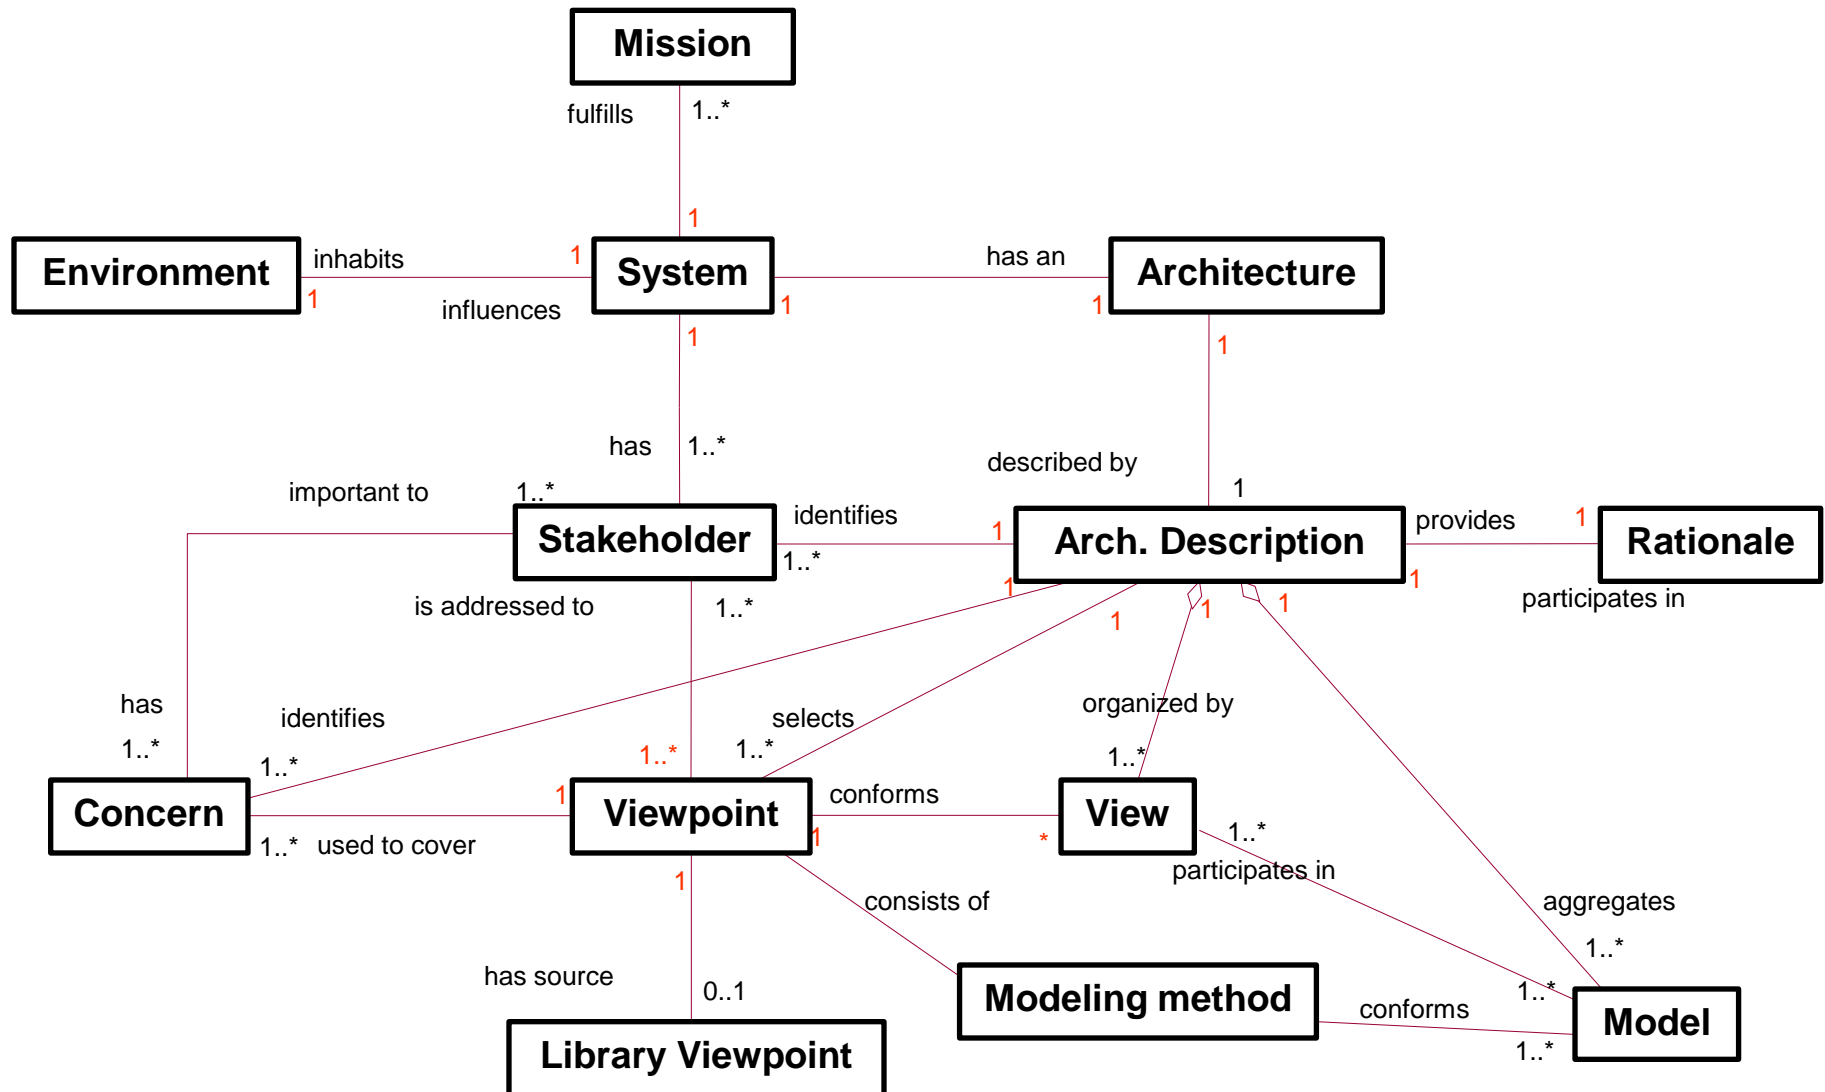 Mission
fulfills 1..*
1
Environment inhabits 1 System has an Architecture
1 influences 1 1 1
1
has 1..* described by
important to 1..* 1
Stakeholder identifies 1 Arch. Description provides 1 Rationale
1..* 1 1
is addressed to 1..* 1 1 1 participates in
has identifies selects organized by
1..* 1..* 1..* 1..* 1..*
Concern 1 Viewpoint conforms View 1..*
1..* used to cover 1 *
1 consists of participates in aggregates
1..*
has source 0..1 Modeling method conforms 1..* Model
1..*
Library Viewpoint